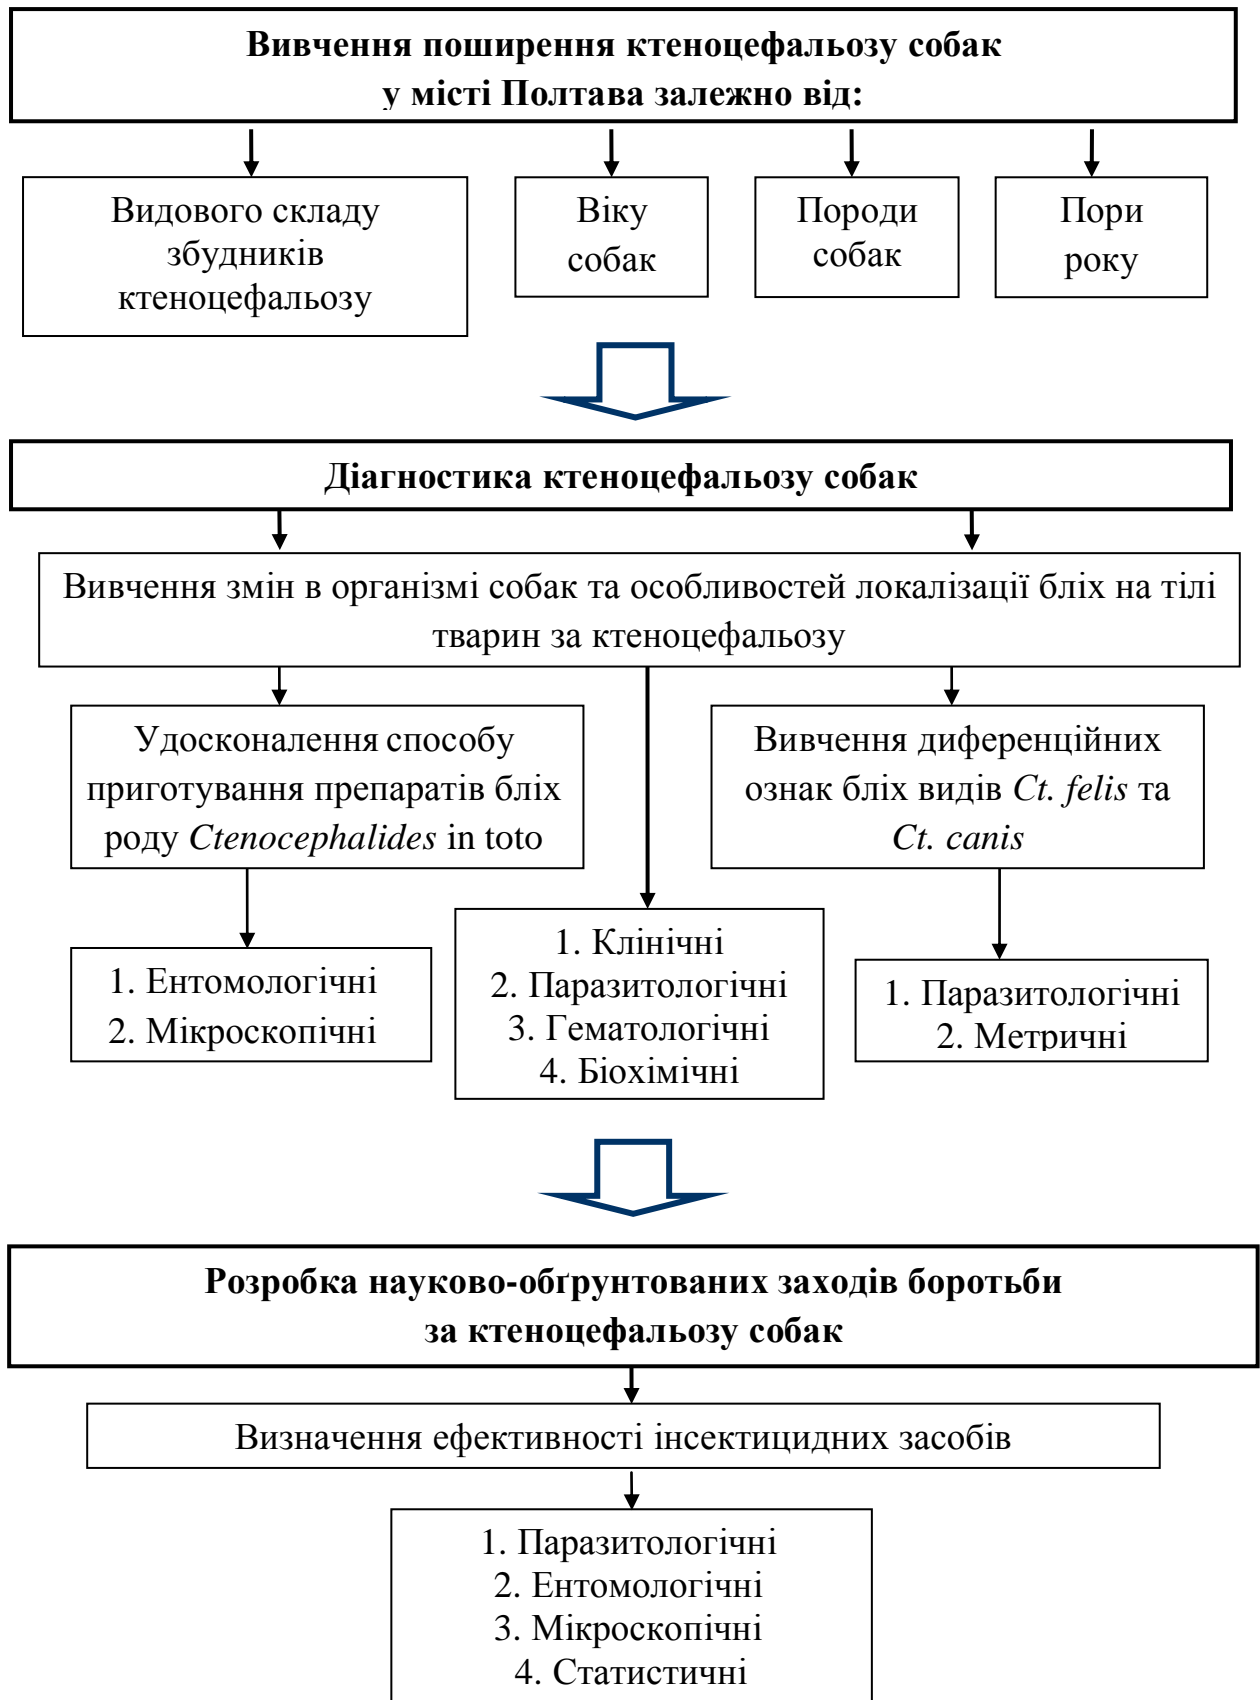 Вивчення поширення ктеноцефальозу собак
у місті Полтава залежно від:
Видового складу
збудників
ктеноцефальозу
Віку
собак
Породи
собак
Пори
року
Діагностика ктеноцефальозу собак
Вивчення змін в організмі собак та особливостей локалізації бліх на тілі
тварин за ктеноцефальозу
Удосконалення способу
приготування препаратів бліх
роду Ctenocephalides in toto
Вивчення диференційних
ознак бліх видів Ct. felis та
Ct. canis
1. Ентомологічні
2. Мікроскопічні
1. Клінічні
2. Паразитологічні
3. Гематологічні
4. Біохімічні
1. Паразитологічні
2. Метричні
Розробка науково-обґрунтованих заходів боротьби
за ктеноцефальозу собак
Визначення ефективності інсектицидних засобів
1. Паразитологічні
2. Ентомологічні
3. Мікроскопічні
4. Статистичні